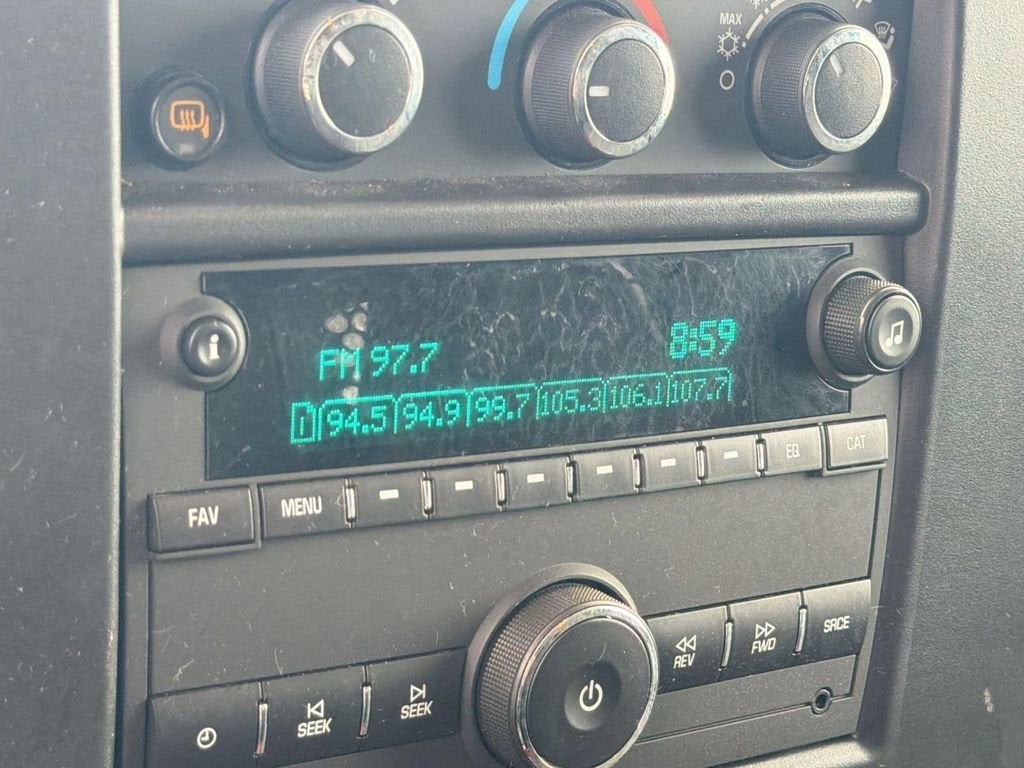 MAX
i
FM 97.7 8:59
1 94.5 94.9 99.7 105.3 106.1 107.7
FAV MENU EQ CAT
REV FWD SRCE
SEEK SEEK